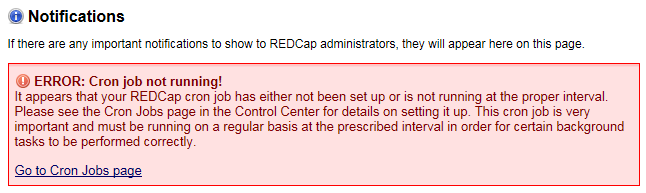 Notifications
If there are any important notifications to show to REDCap administrators, they will appear here on this page.
ERROR: Cron job not running!
It appears that your REDCap cron job has either not been set up or is not running at the proper interval.
Please see the Cron Jobs page in the Control Center for details on setting it up. This cron job is very
important and must be running on a regular basis at the prescribed interval in order for certain background
tasks to be performed correctly.
Go to Cron Jobs page